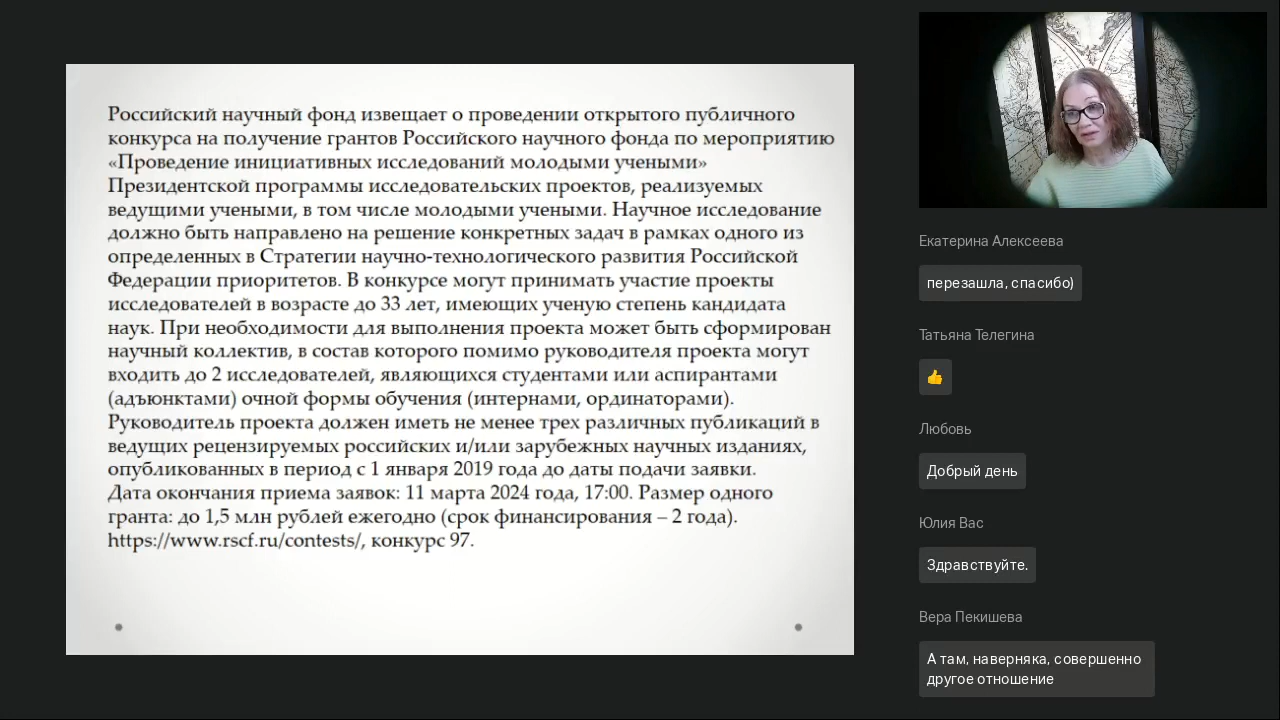 Российский научный фонд извещает о проведении открытого публичного
конкурса на получение грантов Российского научного фонда по мероприятию
«Проведение инициативных исследований молодыми учеными»
Президентской программы исследовательских проектов, реализуемых
ведущими учеными, в том числе молодыми учеными. Научное исследование
должно быть направлено на решение конкретных задач в рамках одного из
определенных в Стратегии научно-технологического развития Российской
Федерации приоритетов. В конкурсе могут принимать участие проекты
исследователей в возрасте до 33 лет, имеющих ученую степень кандидата
наук. При необходимости для выполнения проекта может быть сформирован
научный коллектив, в состав которого помимо руководителя проекта могут
входить до 2 исследователей, являющихся студентами или аспирантами
(адъюнктами) очной формы обучения (интернами, ординаторами).
Руководитель проекта должен иметь не менее трех различных публикаций в
ведущих рецензируемых российских и/или зарубежных научных изданиях,
опубликованных в период с 1 января 2019 года до даты подачи заявки.
Дата окончания приема заявок: 11 марта 2024 года, 17:00. Размер одного
гранта: до 1,5 млн рублей ежегодно (срок финансирования – 2 года).
https://www.rscf.ru/contests/, конкурс 97.
Екатерина Алексеева
перезашла, спасибо)
Татьяна Телегина
👍
Любовь
Добрый день
Юлия Вас
Здравствуйте.
Вера Пекишева
А там, наверняка, совершенно
другое отношение